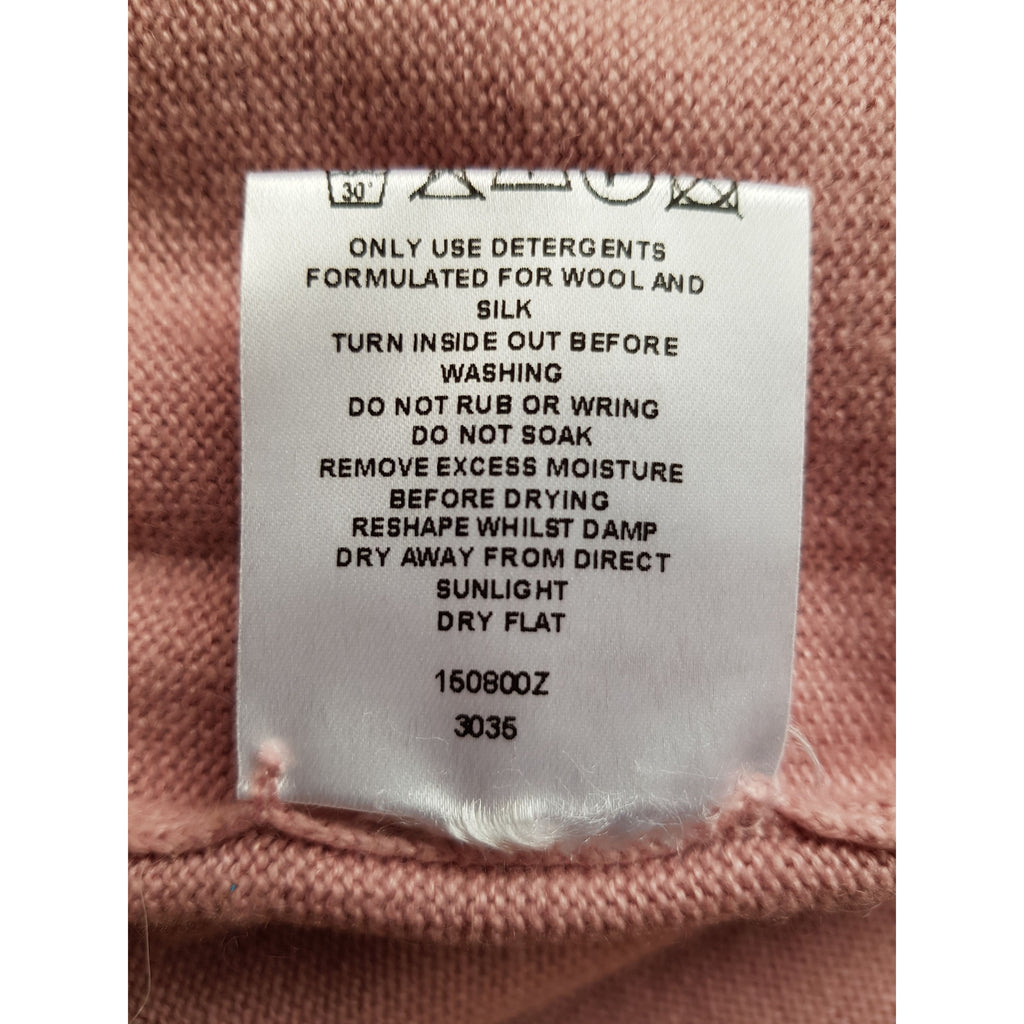 30°
ONLY USE DETERGENTS
FORMULATED FOR WOOL AND
SILK
TURN INSIDE OUT BEFORE
WASHING
DO NOT RUB OR WRING
DO NOT SOAK
REMOVE EXCESS MOISTURE
BEFORE DRYING
RESHAPE WHILST DAMP
DRY AWAY FROM DIRECT
SUNLIGHT
DRY FLAT
150800Z
3035